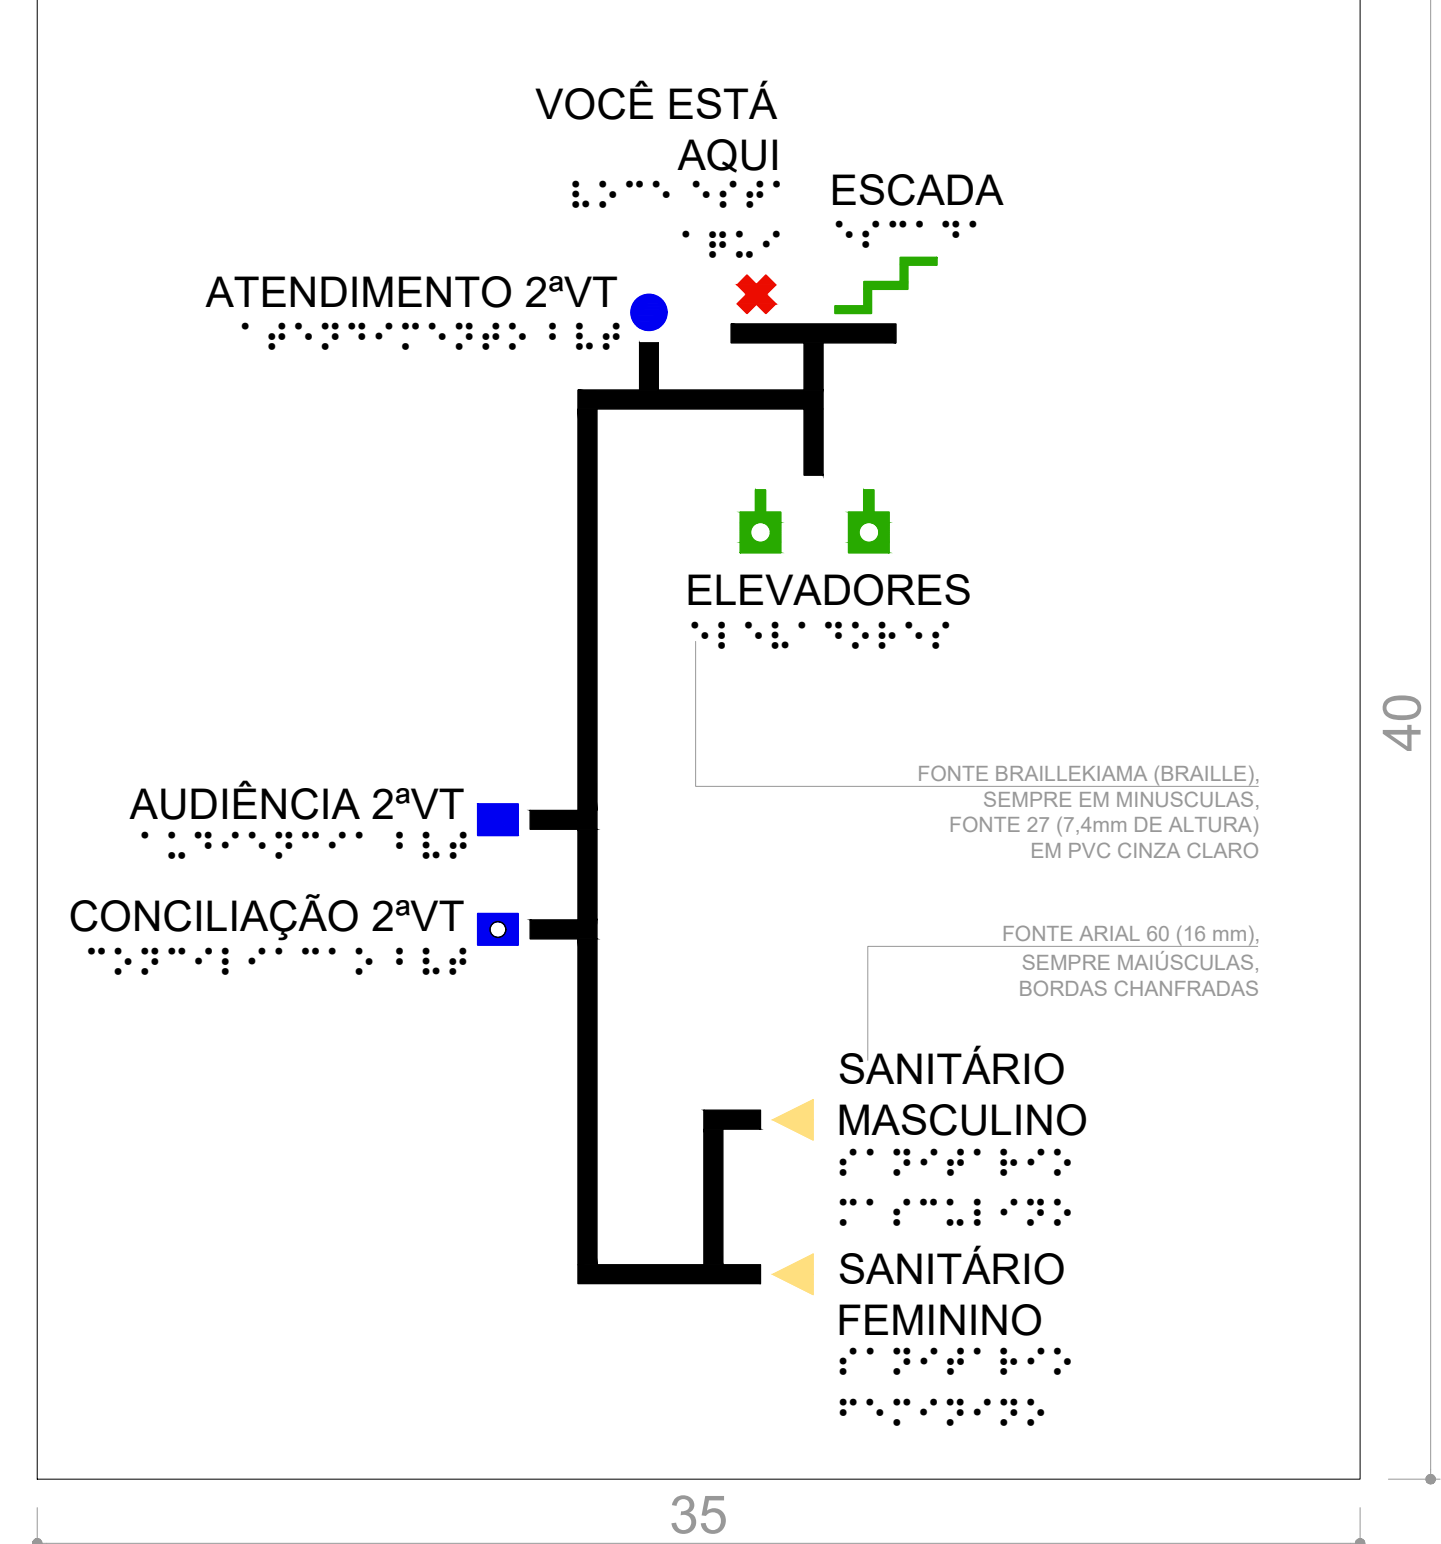 VOCÊ ESTÁ
AQUI
⠧⠕⠉⠑ ⠑⠎⠞⠁
⠁⠟⠥⠊
ESCADA
⠑⠎⠉⠁⠙⠁
ATENDIMENTO 2ªVT
⠁⠞⠑⠝⠙⠊⠍⠑⠝⠞⠕ ⠃ ⠧⠞
ELEVADORES
⠑⠇⠑⠧⠁⠙⠕⠗⠑⠎
40
FONTE BRAILLEKIAMA (BRAILLE),
SEMPRE EM MINUSCULAS,
FONTE 27 (7,4mm DE ALTURA)
EM PVC CINZA CLARO
AUDIÊNCIA 2ªVT
⠁⠥⠙⠊⠑⠝⠉⠊⠁ ⠃ ⠧⠞
CONCILIAÇÃO 2ªVT
⠉⠕⠝⠉⠊⠇⠊⠁⠉⠁⠕ ⠃ ⠧⠞
FONTE ARIAL 60 (16 mm),
SEMPRE MAIÚSCULAS,
BORDAS CHANFRADAS
SANITÁRIO
MASCULINO
⠎⠁⠝⠊⠞⠁⠗⠊⠕
⠍⠁⠎⠉⠥⠇⠊⠝⠕
SANITÁRIO
FEMININO
⠎⠁⠝⠊⠞⠁⠗⠊⠕
⠋⠑⠍⠊⠝⠊⠝⠕
35